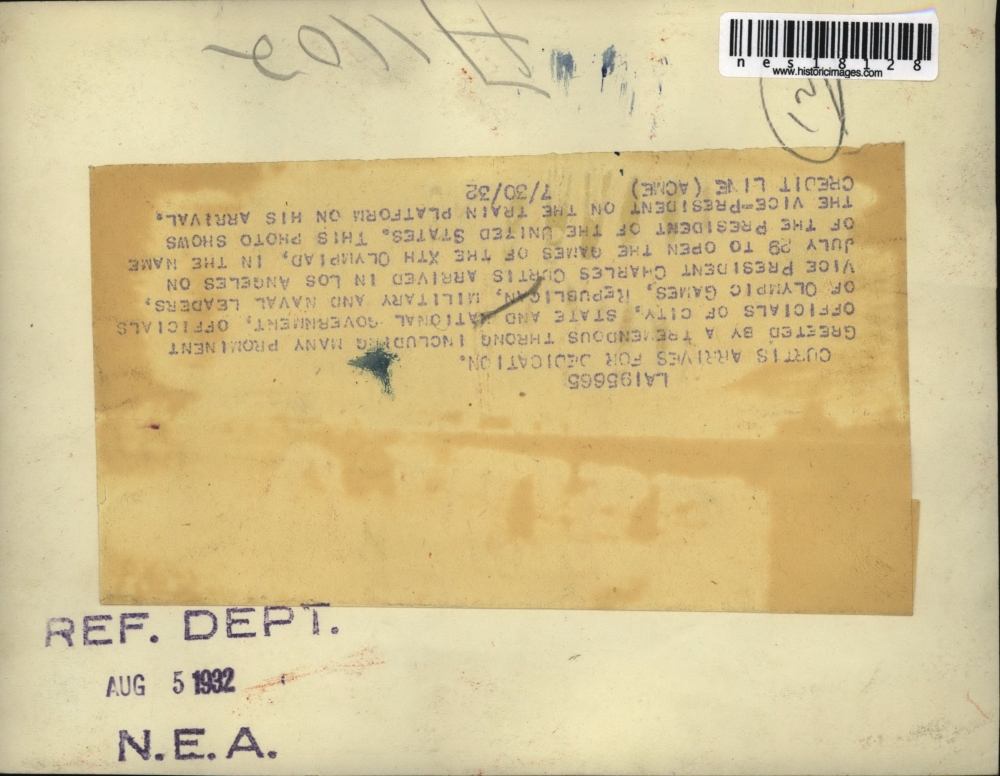 nes18128
www.historicimages.com
12
LA195665
CURTIS ARRIVES FOR DEDICATION.
GREETED BY A TREMENDOUS THRONG INCLUDING MANY PROMINENT
OFFICIALS OF CITY, STATE AND NATIONAL GOVERNMENT, OFFICIALS
OF OLYMPIC GAMES, REPUBLICAN, MILITARY AND NAVAL LEADERS,
VICE PRESIDENT CHARLES CURTIS ARRIVED IN LOS ANGELES ON
JULY 29 TO OPEN THE GAMES OF THE XTH OLYMPIAD, IN THE NAME
OF THE PRESIDENT OF THE UNITED STATES. THIS PHOTO SHOWS
THE VICE-PRESIDENT ON THE TRAIN PLATFORM ON HIS ARRIVAL.
CREDIT LINE (ACME) 7/30/32
REF. DEPT.
AUG 5 1932
N.E.A.